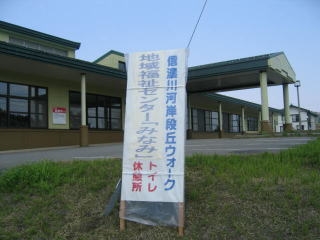 信濃川河岸段丘ウォーク
地域福祉センター「みなみ」
トイレ
休憩所